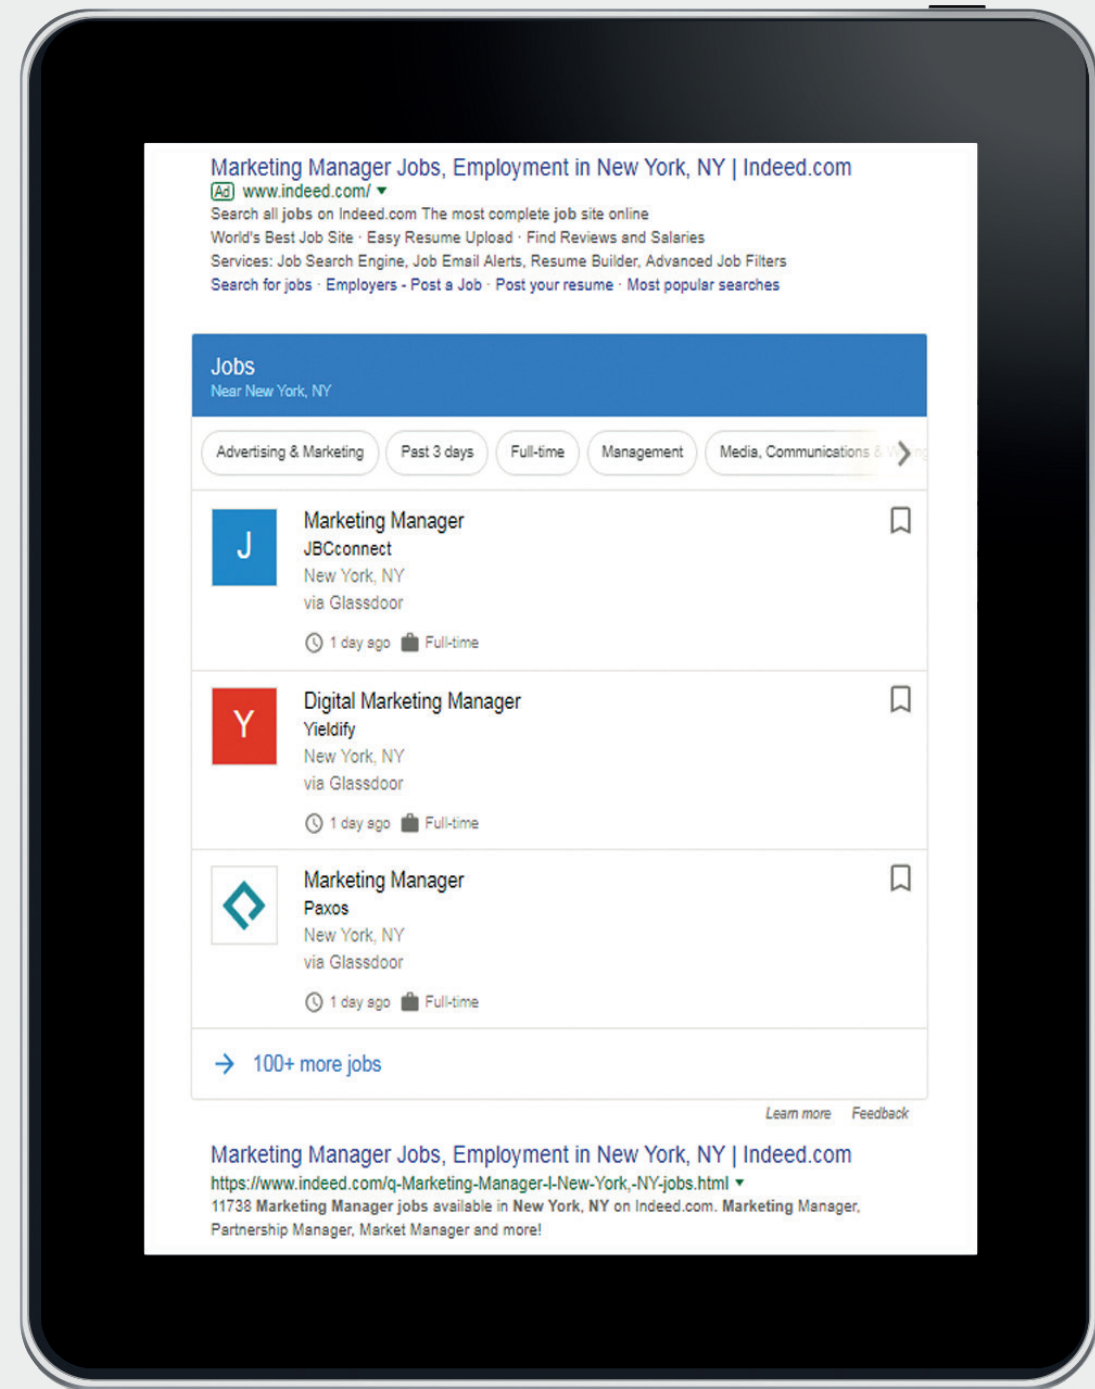 Marketing Manager Jobs, Employment in New York, NY | Indeed.com
Ad www.indeed.com/
Search all jobs on Indeed.com The most complete job site online
World's Best Job Site · Easy Resume Upload · Find Reviews and Salaries
Services: Job Search Engine, Job Email Alerts, Resume Builder, Advanced Job Filters
Search for jobs · Employers - Post a Job · Post your resume · Most popular searches
Jobs
Near New York, NY
Advertising & Marketing Past 3 days Full-time Management Media, Communications &
J
Marketing Manager
JBCconnect
New York, NY
via Glassdoor
1 day ago Full-time
Y
Digital Marketing Manager
Yieldify
New York, NY
via Glassdoor
1 day ago Full-time
Marketing Manager
Paxos
New York, NY
via Glassdoor
1 day ago Full-time
100+ more jobs
Learn more Feedback
Marketing Manager Jobs, Employment in New York, NY | Indeed.com
https://www.indeed.com/q-Marketing-Manager-l-New-York,-NY-jobs.html
11738 Marketing Manager jobs available in New York, NY on Indeed.com. Marketing Manager,
Partnership Manager, Market Manager and more!